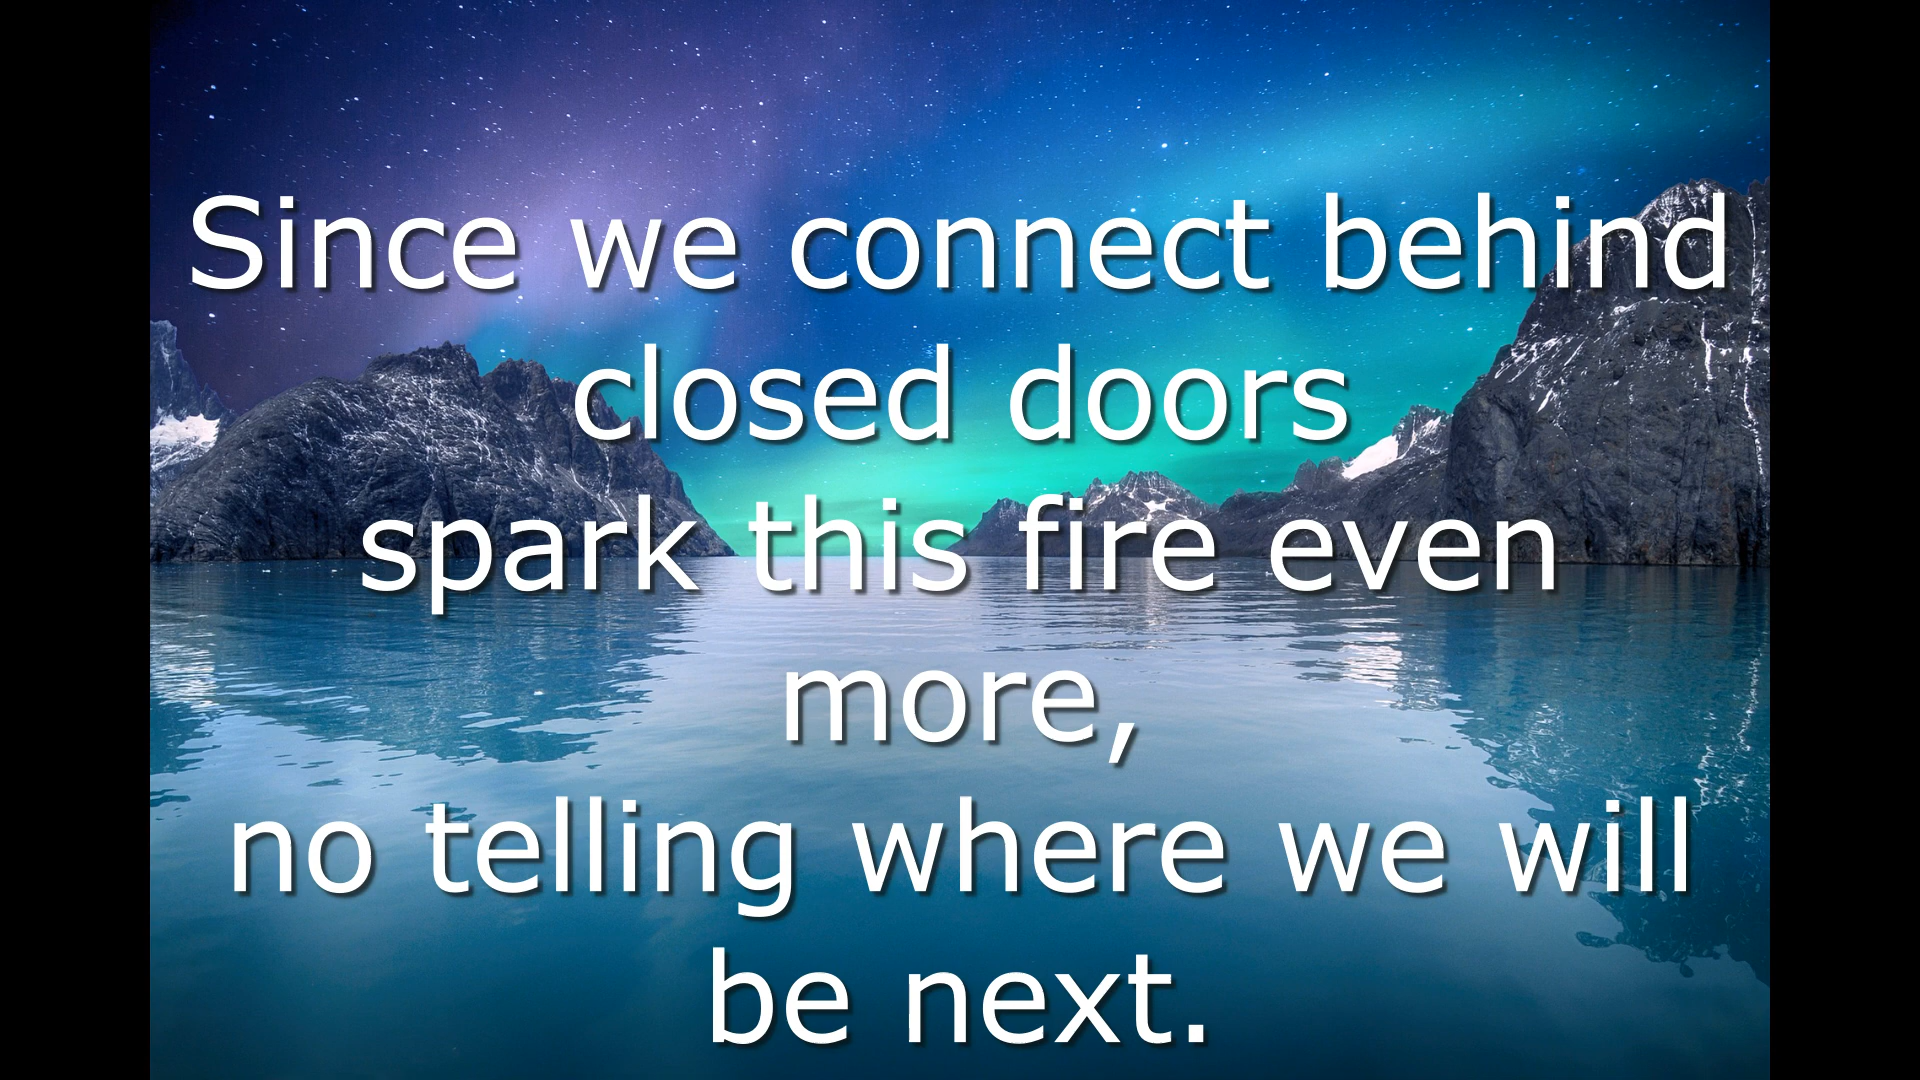 Since we connect behind
closed doors
spark this fire even
more,
no telling where we will
be next.